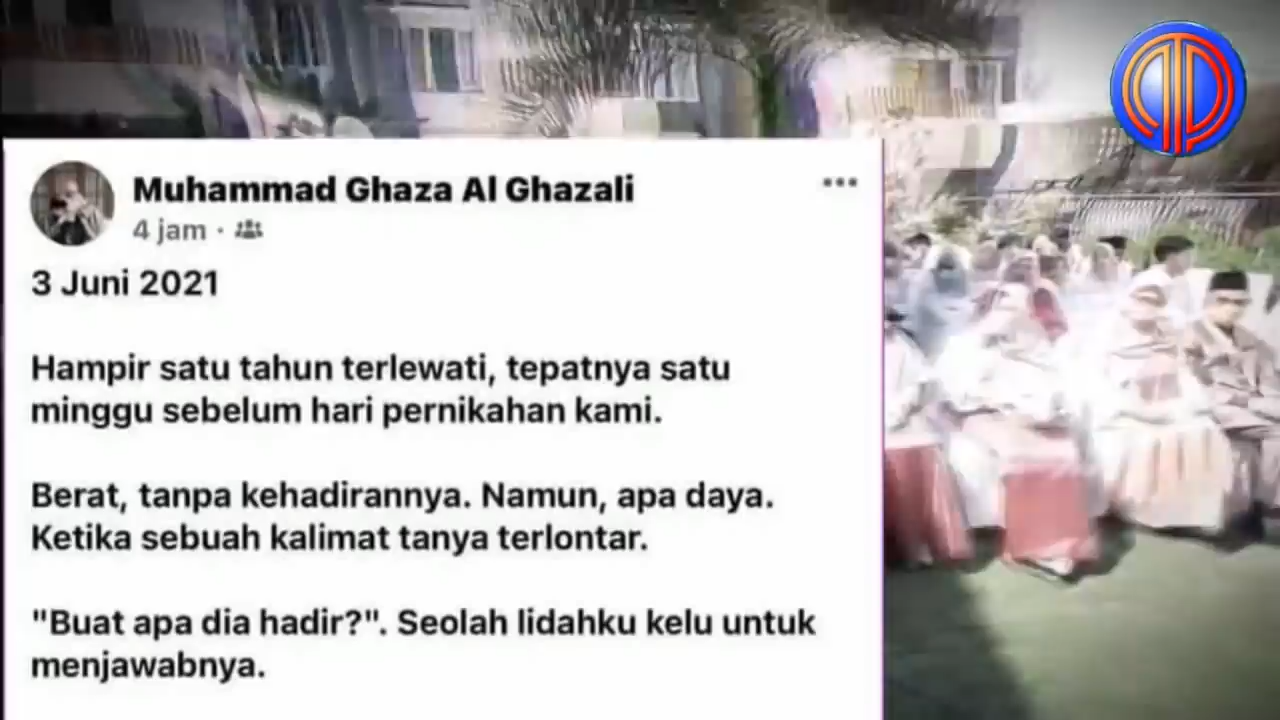 Muhammad Ghaza Al Ghazali
4 jam ·
3 Juni 2021
Hampir satu tahun terlewati, tepatnya satu
minggu sebelum hari pernikahan kami.
Berat, tanpa kehadirannya. Namun, apa daya.
Ketika sebuah kalimat tanya terlontar.
"Buat apa dia hadir?". Seolah lidahku kelu untuk
menjawabnya.